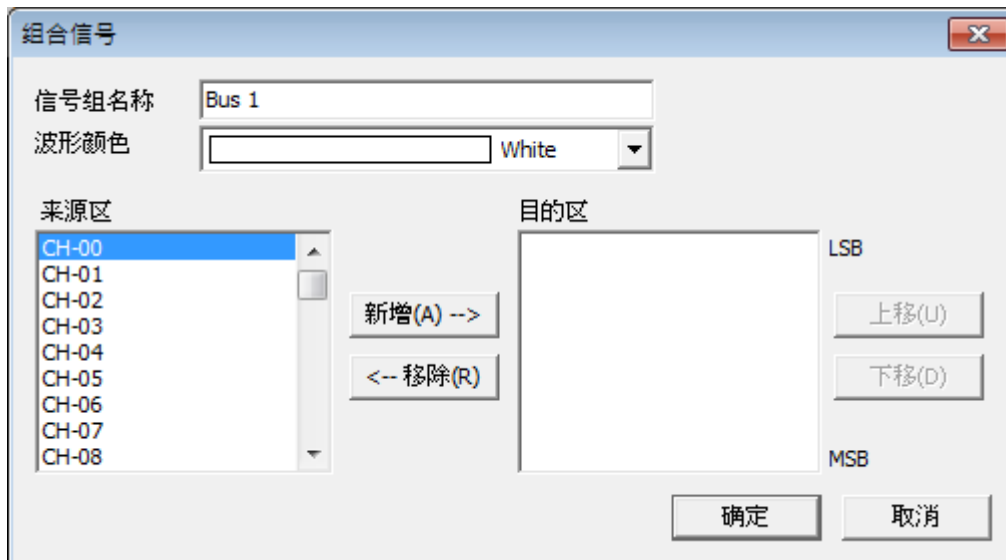 组合信号
信号组名称 Bus 1
波形颜色 White
来源区 目的区
CH-00 LSB
CH-01
CH-02
CH-03
新增(A) --> 上移(U)
CH-04
CH-05
<-- 移除(R) 下移(D)
CH-06
CH-07
CH-08 MSB
确定 取消